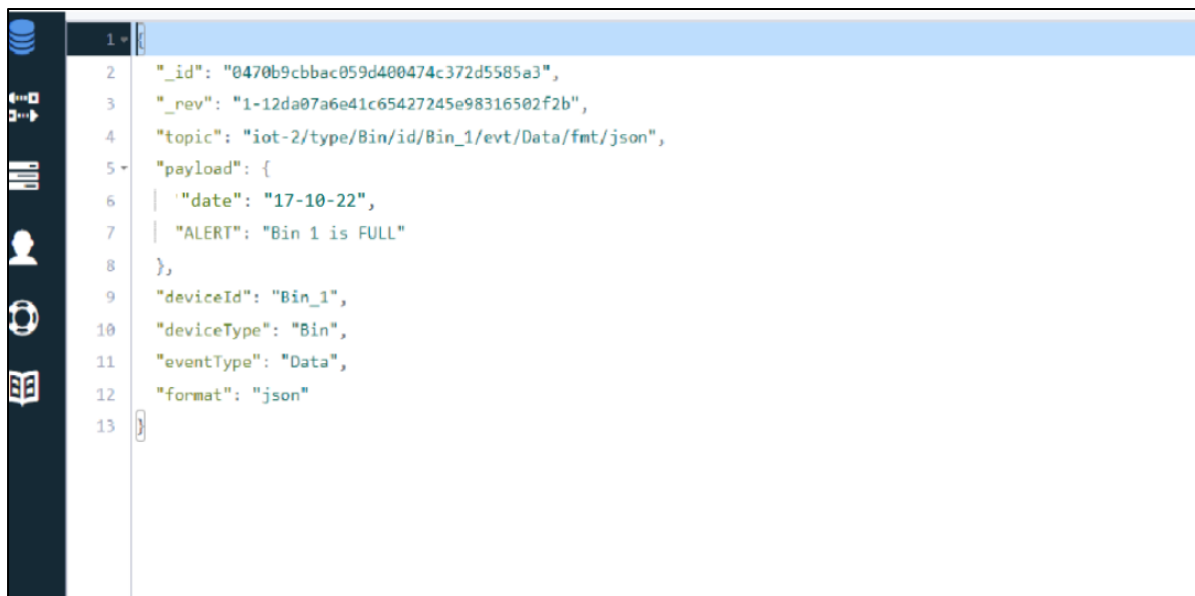 1 {
2 "_id": "0470b9cbbac059d400474c372d5585a3",
3 "_rev": "1-12da07a6e41c65427245e98316502f2b",
4 "topic": "iot-2/type/Bin/id/Bin_1/evt/Data/fmt/json",
5 "payload": {
6 '"date": "17-10-22",
7 "ALERT": "Bin 1 is FULL"
8 },
9 "deviceId": "Bin_1",
10 "deviceType": "Bin",
11 "eventType": "Data",
12 "format": "json"
13 }